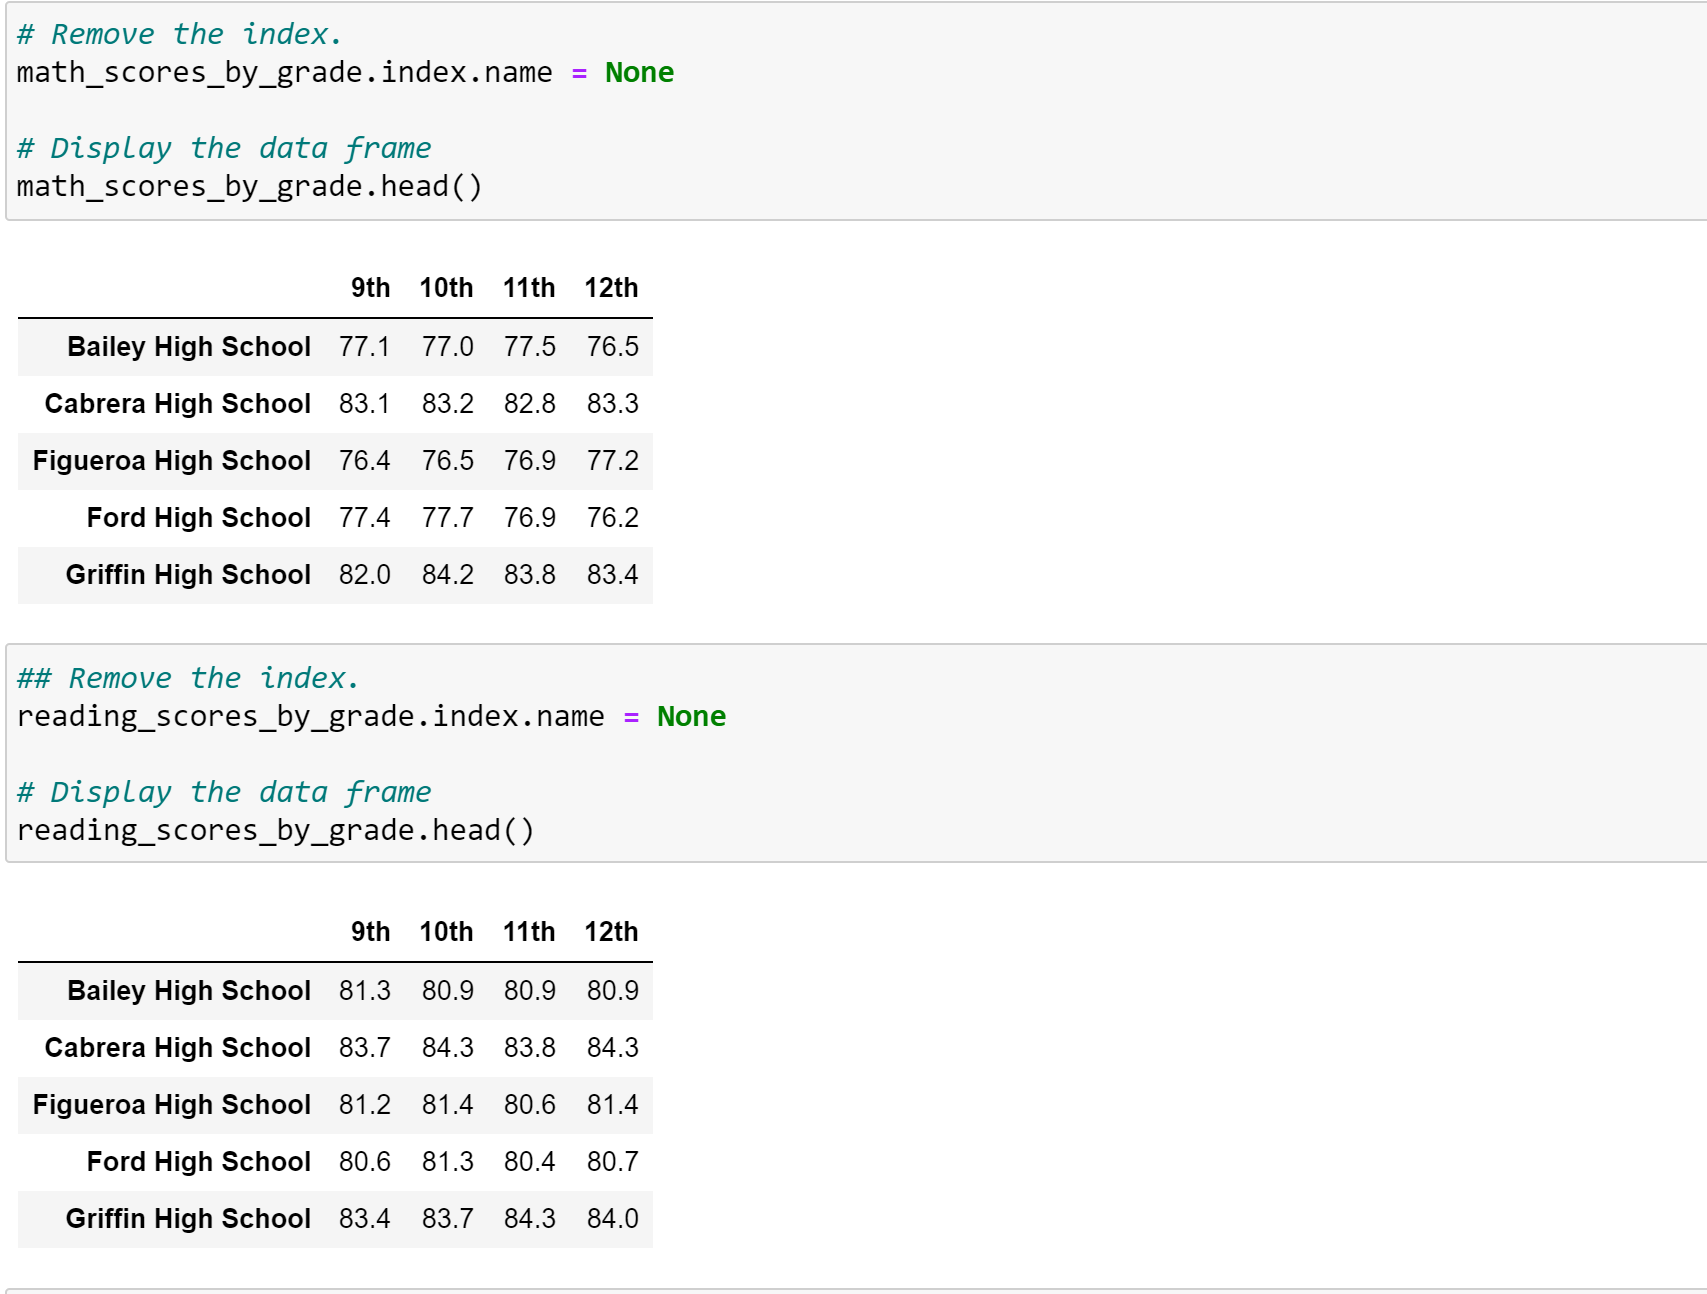 # Remove the index.
math_scores_by_grade.index.name = None
# Display the data frame
math_scores_by_grade.head()
9th 10th 11th 12th
Bailey High School 77.1 77.0 77.5 76.5
Cabrera High School 83.1 83.2 82.8 83.3
Figueroa High School 76.4 76.5 76.9 77.2
Ford High School 77.4 77.7 76.9 76.2
Griffin High School 82.0 84.2 83.8 83.4
## Remove the index.
reading_scores_by_grade.index.name = None
# Display the data frame
reading_scores_by_grade.head()
9th 10th 11th 12th
Bailey High School 81.3 80.9 80.9 80.9
Cabrera High School 83.7 84.3 83.8 84.3
Figueroa High School 81.2 81.4 80.6 81.4
Ford High School 80.6 81.3 80.4 80.7
Griffin High School 83.4 83.7 84.3 84.0